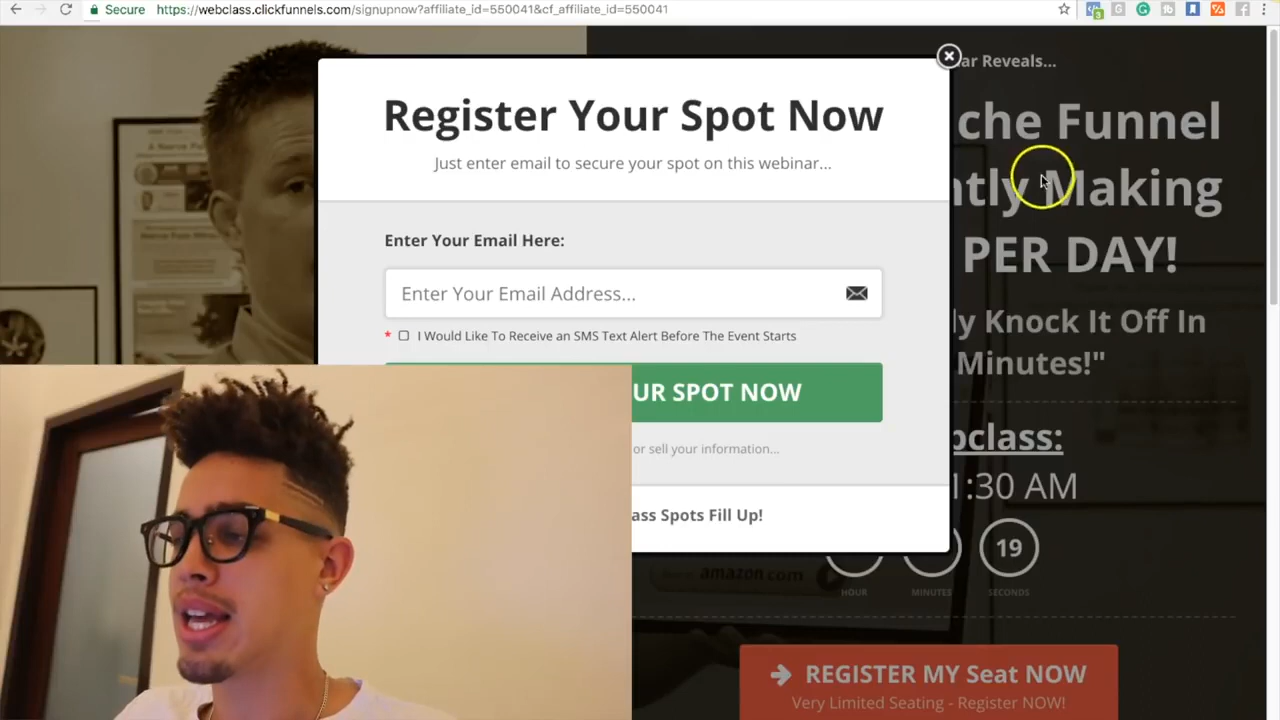 Secure https://webclass.clickfunnels.com/signupnow?affiliate_id=550041&cf_affiliate_id=550041
3
ar Reveals...
Register Your Spot Now
Just enter email to secure your spot on this webinar...
che Funnel
ntly Making
PER DAY!
Enter Your Email Here:
Enter Your Email Address...
* I Would Like To Receive an SMS Text Alert Before The Event Starts
ly Knock It Off In
Minutes!"
UR SPOT NOW
or sell your information...
bclass:
1:30 AM
ass Spots Fill Up!
19
amazon.com
HOUR MINUTES SECONDS
REGISTER MY Seat NOW
Very Limited Seating - Register NOW!